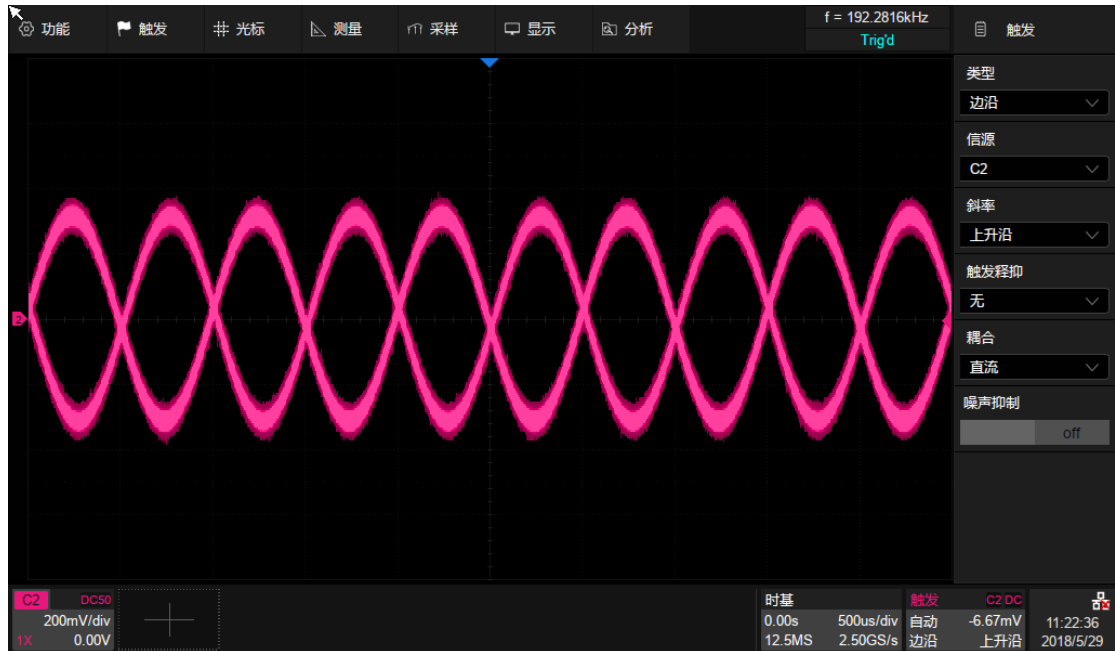 功能 触发 光标 测量 采样 显示 分析 f = 192.2816kHz 触发
Trig'd
类型
边沿
信源
C2
斜率
上升沿
触发释抑
无
耦合
直流
噪声抑制
off
2
C2 DC50
200mV/div
1X 0.00V
时基
0.00s 500us/div
12.5MS 2.50GS/s
触发 C2 DC
自动 -6.67mV
边沿 上升沿
11:22:36
2018/5/29